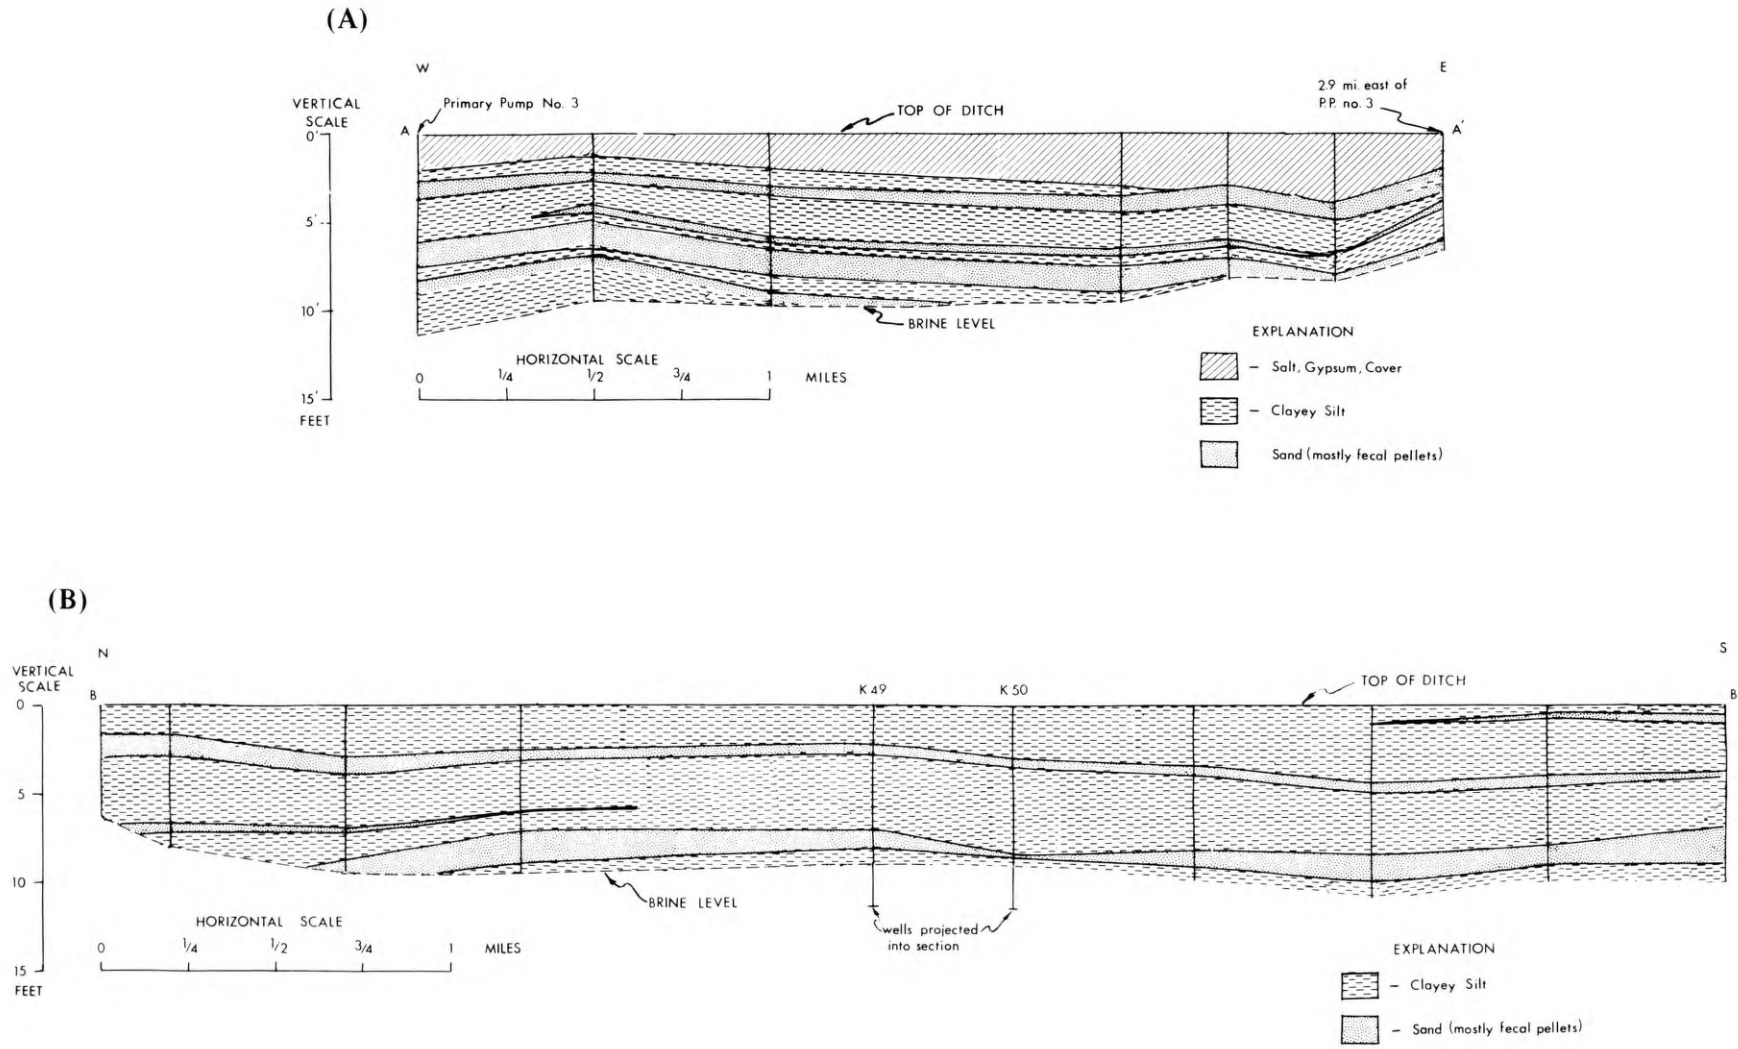 (A)
W
E
VERTICAL
SCALE
Primary Pump No. 3
2.9 mi. east of
P.P. no. 3
A
TOP OF DITCH
A'
0'
5'
10'
15'
FEET
BRINE LEVEL
HORIZONTAL SCALE
0 1/4 1/2 3/4 1 MILES
EXPLANATION
– Salt, Gypsum, Cover
– Clayey Silt
Sand (mostly fecal pellets)
(B)
N
S
VERTICAL
SCALE
B
K 49
K 50
TOP OF DITCH
B
0
5
10
15
FEET
BRINE LEVEL
wells projected
into section
HORIZONTAL SCALE
0 1/4 1/2 3/4 1 MILES
EXPLANATION
– Clayey Silt
– Sand (mostly fecal pellets)